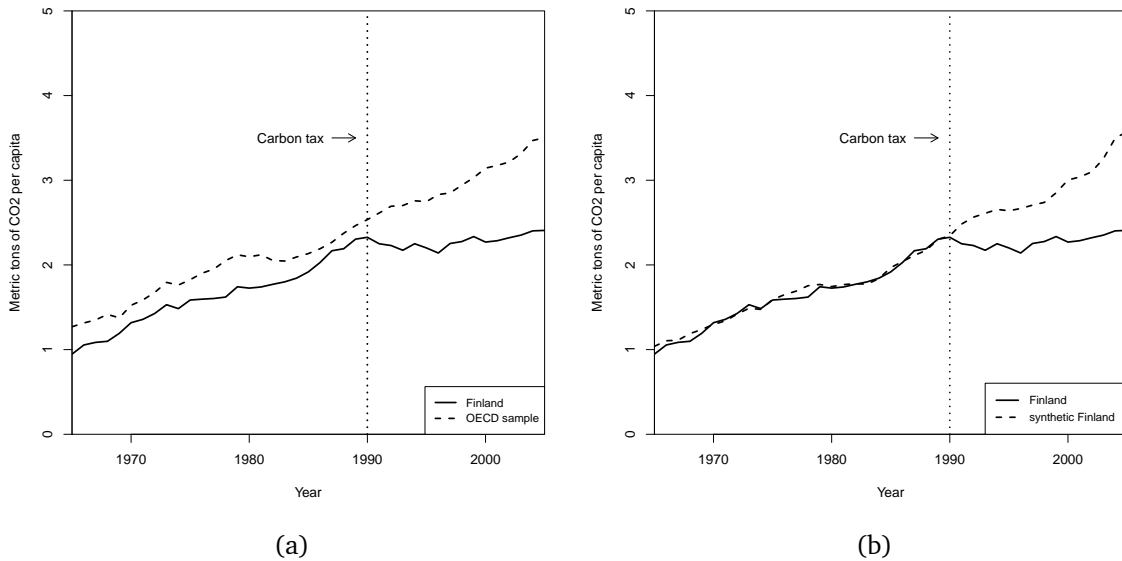 5
4
3
2
1
0
Metric tons of CO2 per capita
Carbon tax
Finland
OECD sample
1970 1980 1990 2000
Year
(a)
5
4
3
2
1
0
Metric tons of CO2 per capita
Carbon tax
Finland
synthetic Finland
1970 1980 1990 2000
Year
(b)